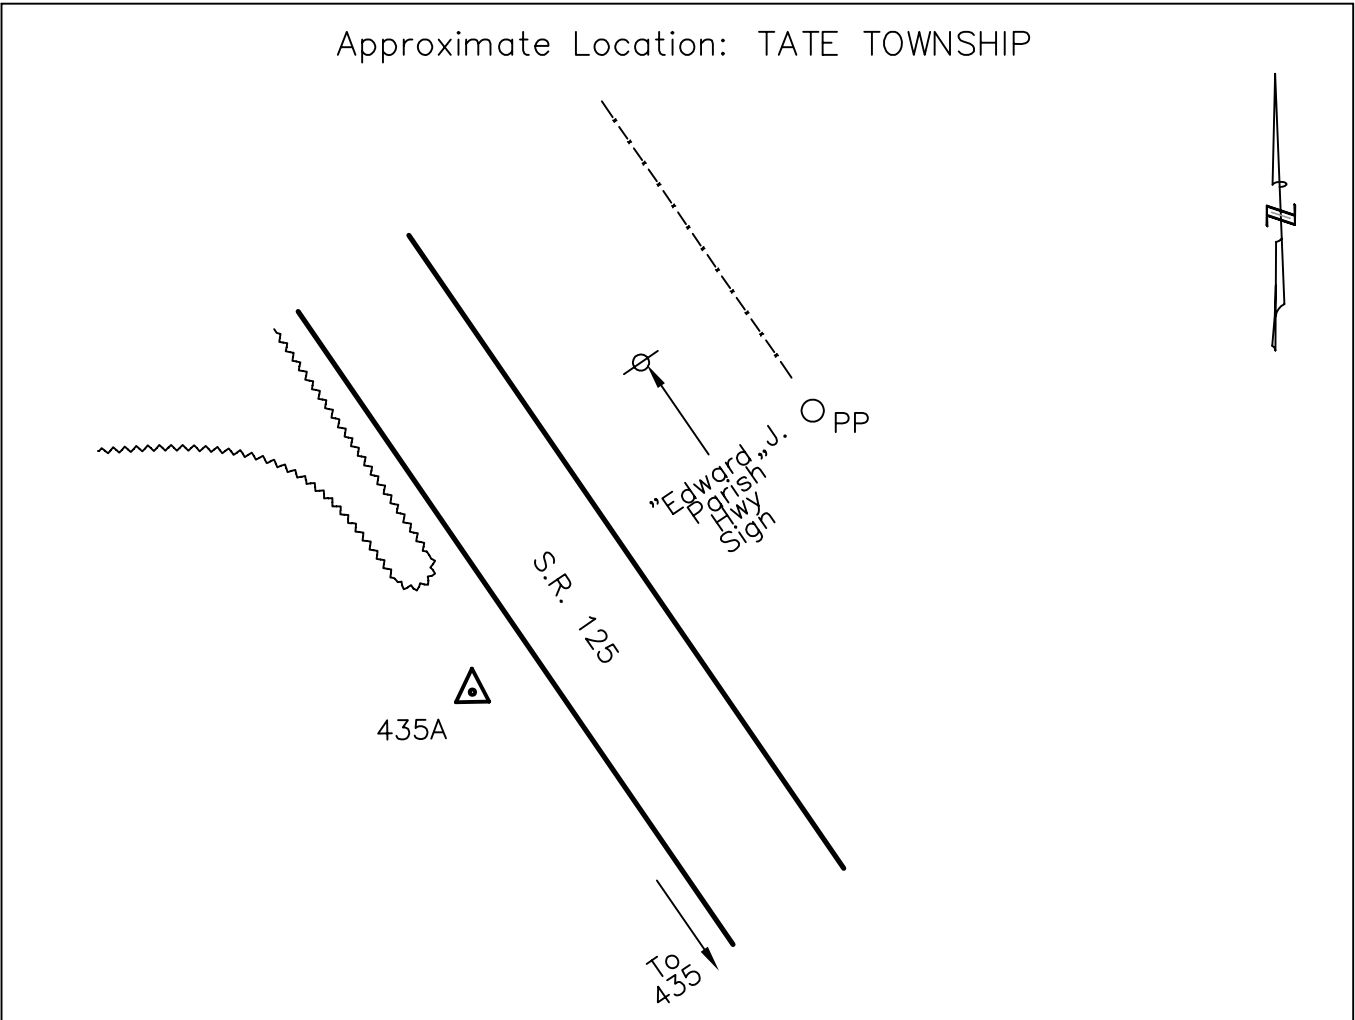 Approximate Location: TATE TOWNSHIP
N
PP
"Edward "J.
Parish
Hwy
Sign
S.R. 125
435A
To
435